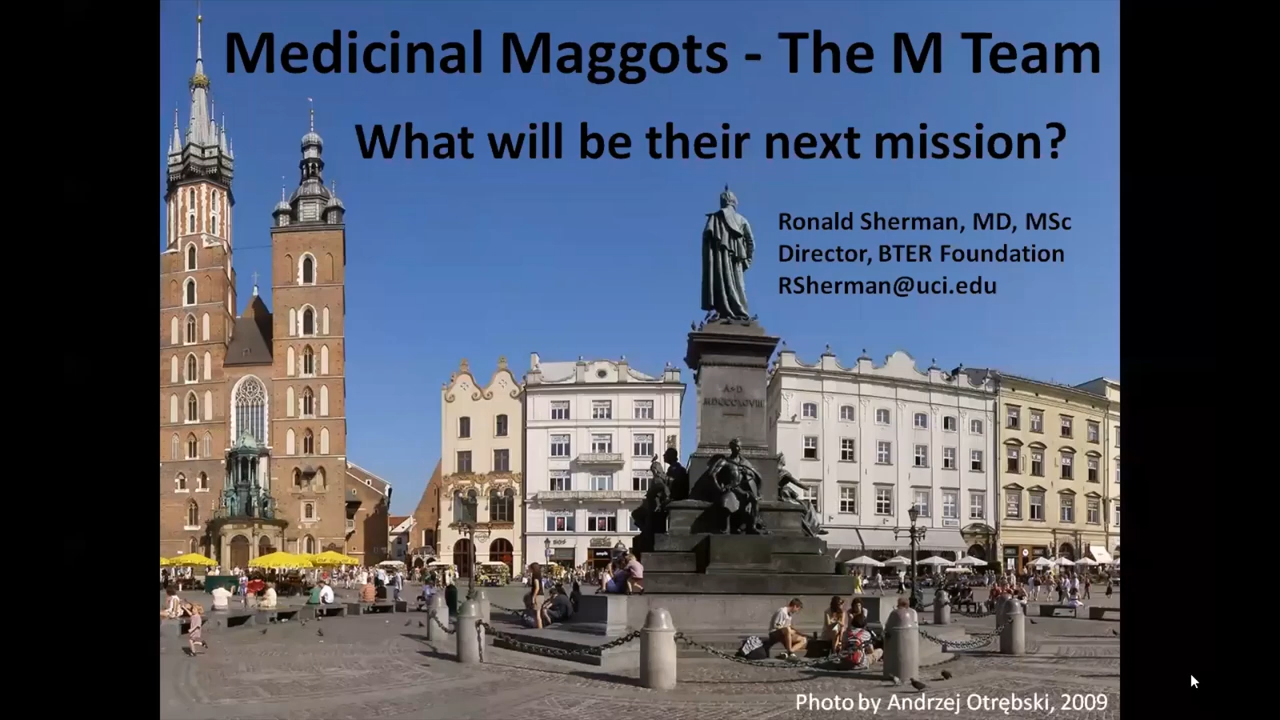 Medicinal Maggots - The M Team
What will be their next mission?
Ronald Sherman, MD, MSc
Director, BTER Foundation
RSherman@uci.edu
Photo by Andrzej Otrębski, 2009